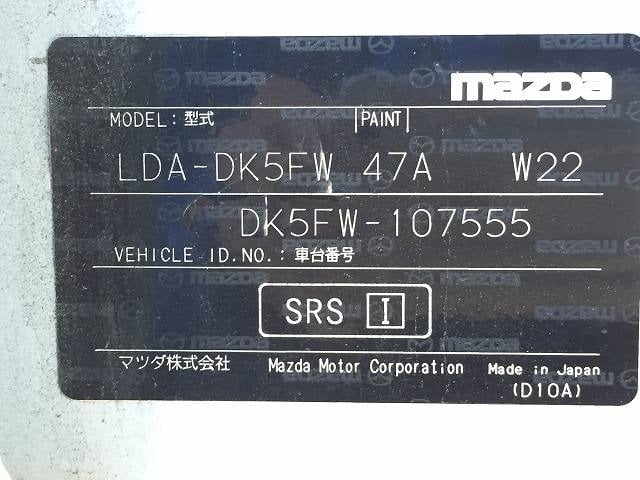 mazda
MODEL: 型式 PAINT
LDA-DK5FW 47A W22
DK5FW-107555
VEHICLE ID.NO.: 車台番号
SRS I
マツダ株式会社 Mazda Motor Corporation Made in Japan
(D10A)